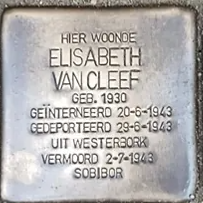 HIER WOONDE
ELISABETH
VAN CLEEF
GEB. 1930
GEÏNTERNEERD 20-6-1943
GEDEPORTEERD 29-6-1943
UIT WESTERBORK
VERMOORD 2-7-1943
SOBIBOR